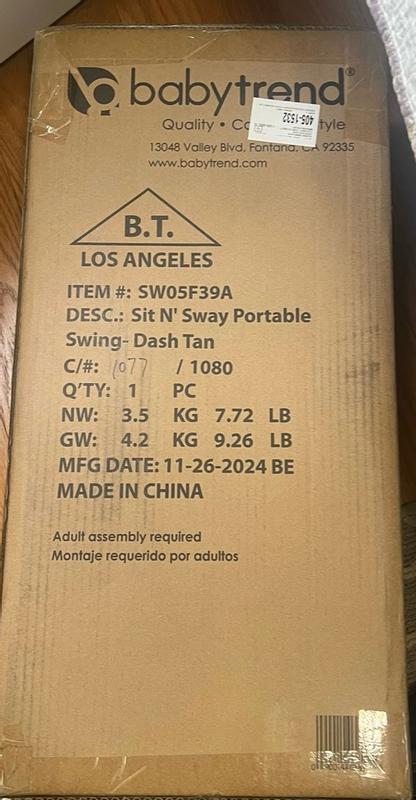 babytrend®
Quality • tyle
405-1532
13048 Valley Blvd. Fontana, CA 92335
www.babytrend.com
B.T.
LOS ANGELES
ITEM #: SW05F39A
DESC.: Sit N' Sway Portable
Swing- Dash Tan
C/#: 1077 / 1080
Q'TY: 1 PC
NW: 3.5 KG 7.72 LB
GW: 4.2 KG 9.26 LB
MFG DATE: 11-26-2024 BE
MADE IN CHINA
Adult assembly required
Montaje requerido por adultos